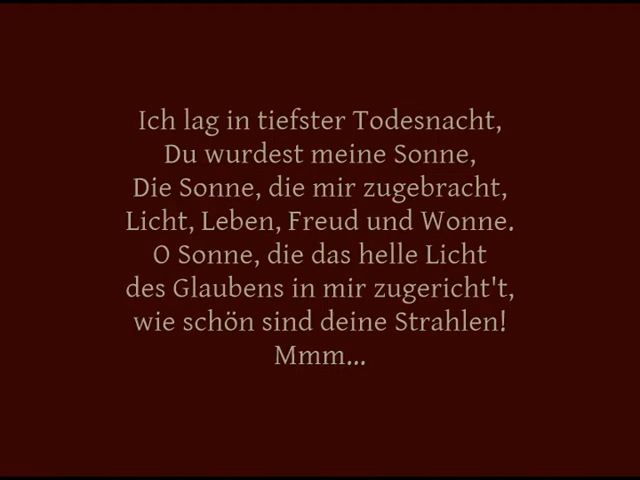 Ich lag in tiefster Todesnacht,
Du wurdest meine Sonne,
Die Sonne, die mir zugebracht,
Licht, Leben, Freud und Wonne.
O Sonne, die das helle Licht
des Glaubens in mir zugericht't,
wie schön sind deine Strahlen!
Mmm...